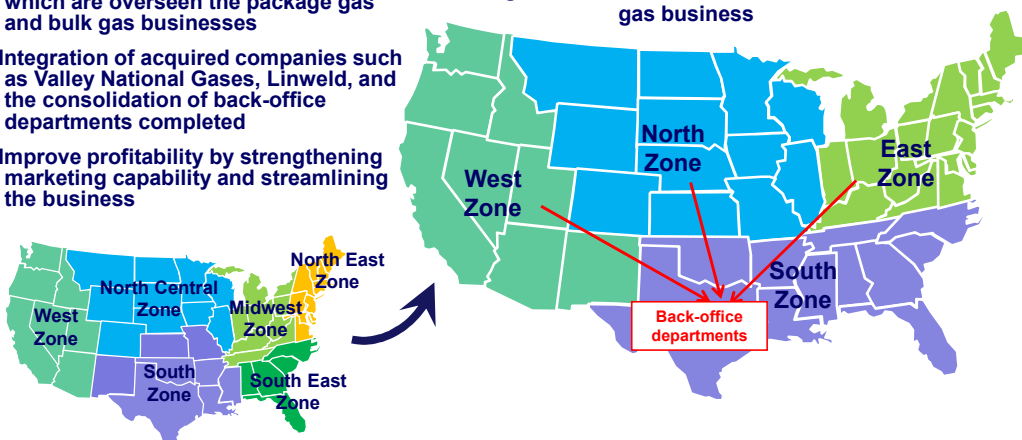 which are overseen the package gas
and bulk gas businesses
Integration of acquired companies such
as Valley National Gases, Linweld, and
the consolidation of back-office
departments completed
Improve profitability by strengthening
marketing capability and streamlining
the business
gas business
North
Zone
East
Zone
West
Zone
South
Zone
Back-office
departments
North East
Zone
North Central
Zone
Midwest
Zone
West
Zone
South
Zone
South East
Zone